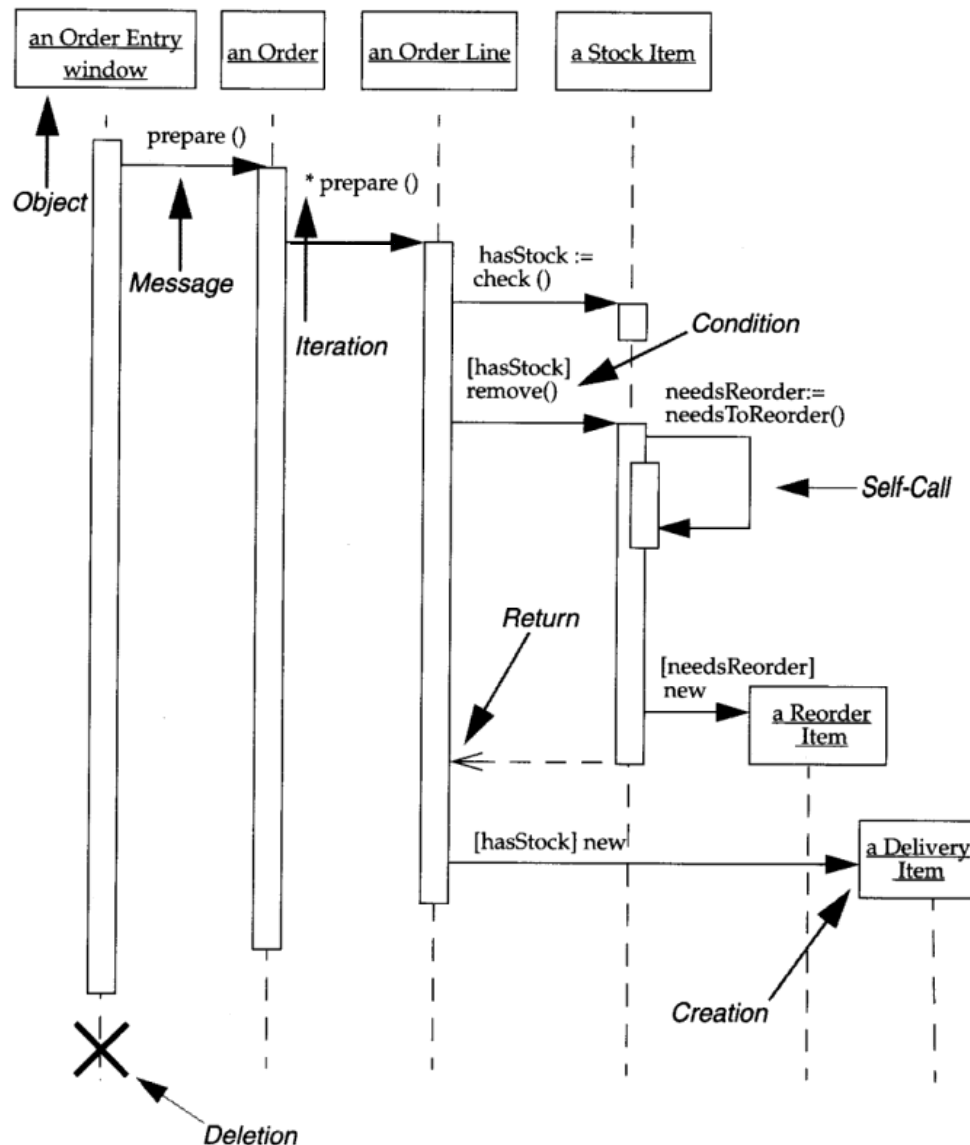 an Order Entry
window
an Order
an Order Line
a Stock Item
prepare ()
Object
* prepare ()
Message
hasStock :=
check ()
Iteration
Condition
[hasStock]
remove()
needsReorder:=
needsToReorder()
Self-Call
Return
[needsReorder]
new
a Reorder
Item
[hasStock] new
a Delivery
Item
Creation
Deletion